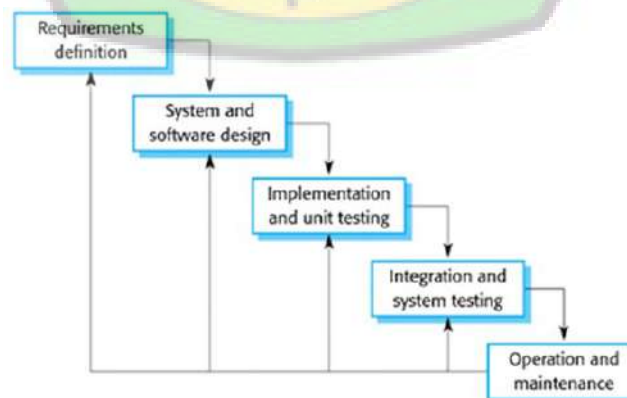 Requirements
definition
System and
software design
Implementation
and unit testing
Integration and
system testing
Operation and
maintenance